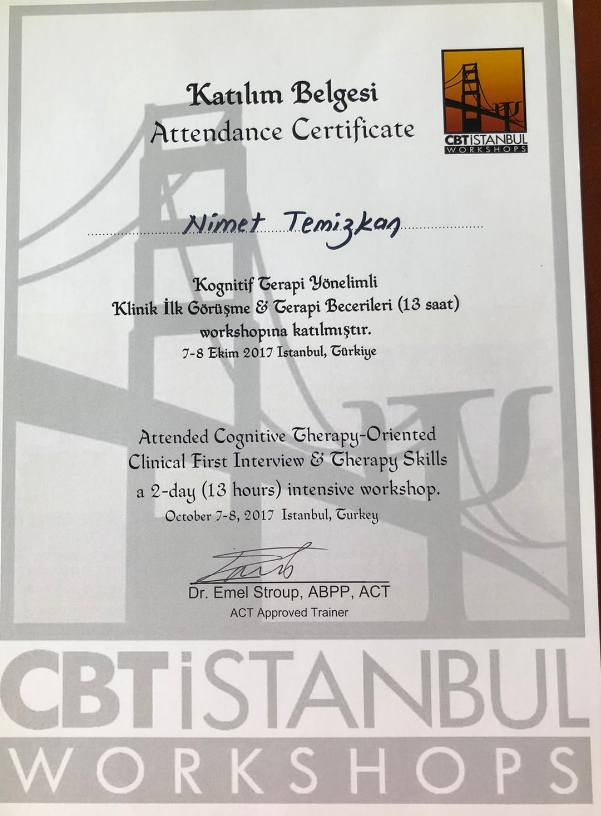 Katılım Belgesi
Attendance Certificate
CBTİSTANBUL
WORKSHOPS
Nimet Temizkan
Kognitif Terapi Yönelimli
Klinik İlk Görüşme & Terapi Becerileri (13 saat)
workshopına katılmıştır.
7-8 Ekim 2017 Istanbul, Türkiye
Attended Cognitive Therapy-Oriented
Clinical First Interview & Therapy Skills
a 2-day (13 hours) intensive workshop.
October 7-8, 2017 Istanbul, Turkey
Dr. Emel Stroup, ABPP, ACT
ACT Approved Trainer
CBTiSTANBUL
WORKSHOPS